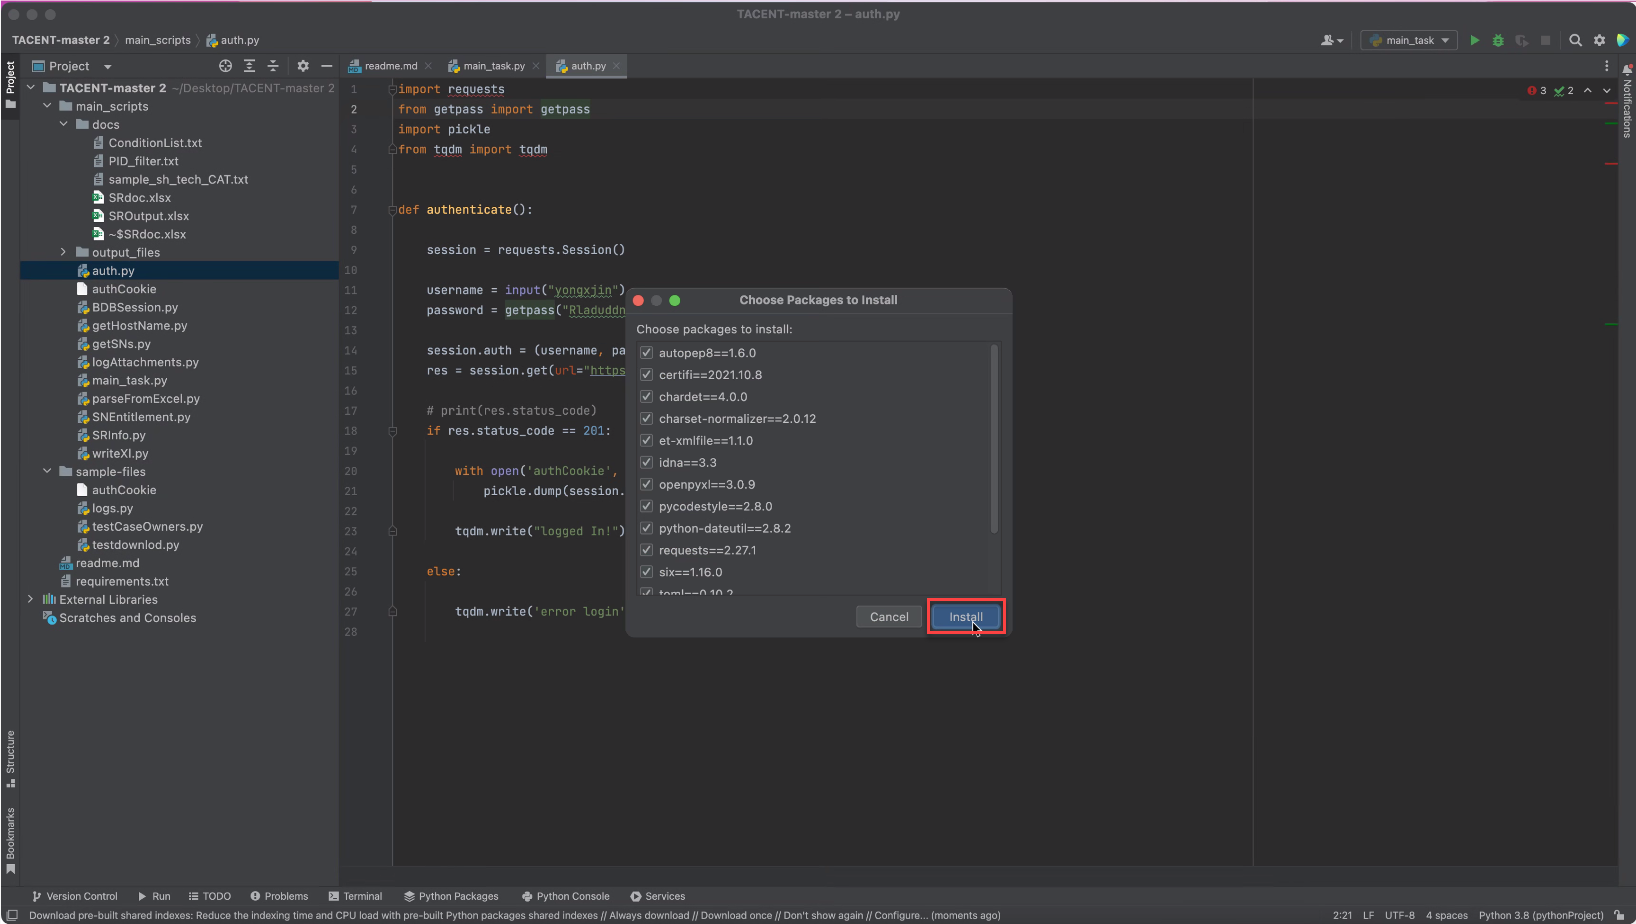 TACENT-master 2 – auth.py
TACENT-master 2 main_scripts auth.py
main_task
Project
Project
readme.md
main_task.py
auth.py
Notifications
TACENT-master 2 ~/Desktop/TACENT-master 2
main_scripts
docs
ConditionList.txt
PID_filter.txt
sample_sh_tech_CAT.txt
SRdoc.xlsx
SROutput.xlsx
~$SRdoc.xlsx
output_files
auth.py
authCookie
BDBSession.py
getHostName.py
getSNs.py
logAttachments.py
main_task.py
parseFromExcel.py
SNEntitlement.py
SRInfo.py
writeXl.py
sample-files
authCookie
logs.py
testCaseOwners.py
testdownlod.py
readme.md
requirements.txt
External Libraries
Scratches and Consoles
3 2
1 import requests
2 from getpass import getpass
3 import pickle
4 from tqdm import tqdm
5
6
7 def authenticate():
8
9 session = requests.Session()
10
11 username = input("yongxjin")
12 password = getpass("Rladuddn
13
14 session.auth = (username, pa
15 res = session.get(url="https
16
17 # print(res.status_code)
18 if res.status_code == 201:
19
20 with open('authCookie',
21 pickle.dump(session.
22
23 tqdm.write("logged In!")
24
25 else:
26
27 tqdm.write('error login'
28
Choose Packages to Install
Choose packages to install:
autopep8==1.6.0
certifi==2021.10.8
chardet==4.0.0
charset-normalizer==2.0.12
et-xmlfile==1.1.0
idna==3.3
openpyxl==3.0.9
pycodestyle==2.8.0
python-dateutil==2.8.2
requests==2.27.1
six==1.16.0
toml==0.10.2
Cancel
Install
Structure
Bookmarks
Version Control Run TODO Problems Terminal Python Packages Python Console Services
Download pre-built shared indexes: Reduce the indexing time and CPU load with pre-built Python packages shared indexes // Always download // Download once // Don't show again // Configure... (moments ago)
2:21 LF UTF-8 4 spaces Python 3.8 (pythonProject)